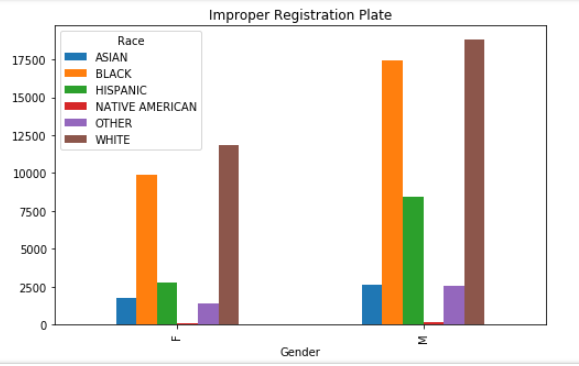 Improper Registration Plate
Race
ASIAN
BLACK
HISPANIC
NATIVE AMERICAN
OTHER
WHITE
17500
15000
12500
10000
7500
5000
2500
0
F
M
Gender